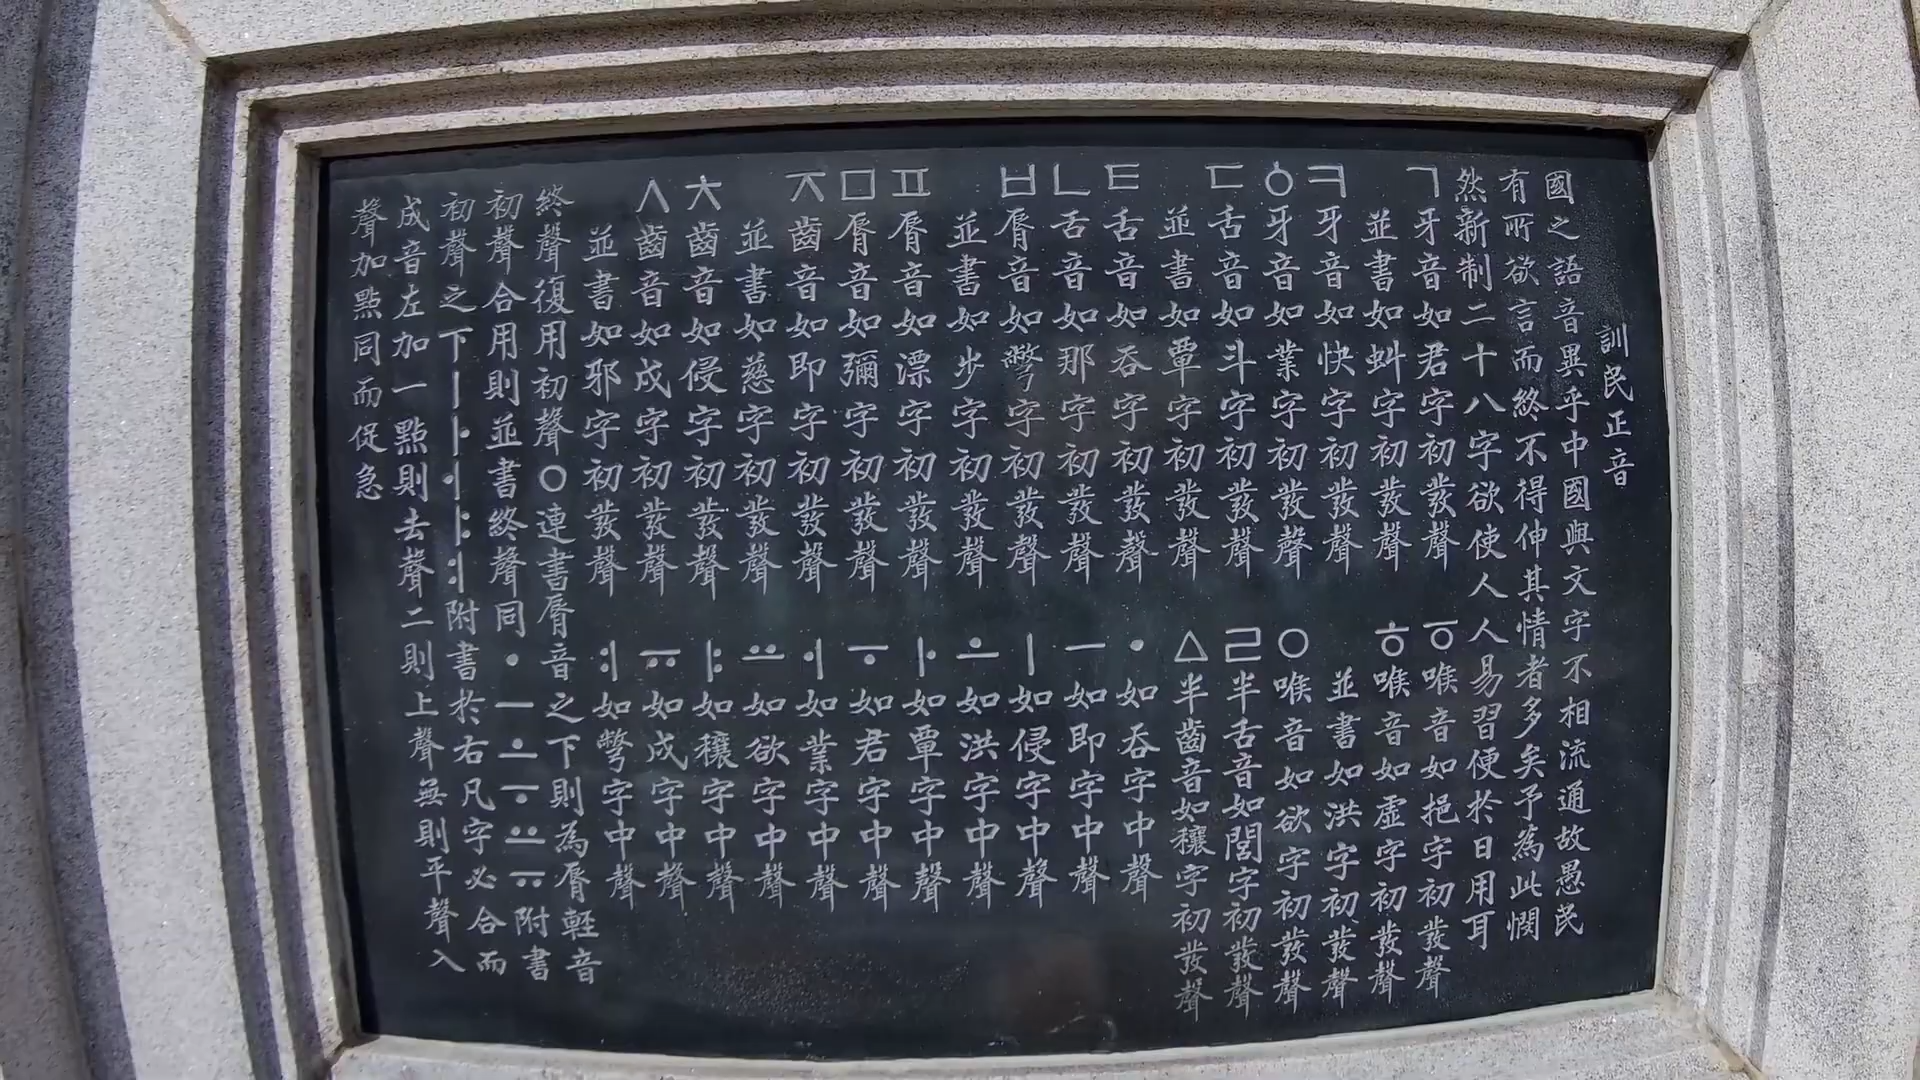 訓民正音
國之語音異乎中國與文字不相流通故愚民
有所欲言而終不得伸其情者多矣予為此憫
然新制二十八字欲使人人易習便於日用耳
ㄱ牙音如君字初發聲
並書如虯字初發聲
ㅋ牙音如快字初發聲
ㆁ牙音如業字初發聲
ㄷ舌音如斗字初發聲
並書如覃字初發聲
ㅌ舌音如呑字初發聲
ㄴ舌音如那字初發聲
ㅂ脣音如彆字初發聲
並書如步字初發聲
ㅍ脣音如漂字初發聲
ㅁ脣音如彌字初發聲
ㅈ齒音如即字初發聲
並書如慈字初發聲
ㅊ齒音如侵字初發聲
ㅅ齒音如戌字初發聲
並書如邪字初發聲
ㆆ喉音如挹字初發聲
ㅎ喉音如虛字初發聲
並書如洪字初發聲
ㅇ喉音如欲字初發聲
ㄹ半舌音如閭字初發聲
ㅿ半齒音如穰字初發聲
ㆍ如呑字中聲
ㅡ如即字中聲
ㅣ如侵字中聲
ㅗ如洪字中聲
ㅏ如覃字中聲
ㅜ如君字中聲
ㅓ如業字中聲
ㅛ如欲字中聲
ㅑ如穰字中聲
ㅠ如戌字中聲
ㅕ如彆字中聲
終聲復用初聲ㅇ連書脣音之下則為脣輕音
初聲合用則並書終聲同ㆍㅡㅗㅜㅛㅠ附書
初聲之下ㅣㅏㅓㅑㅕ附書於右凡字必合而
成音左加一點則去聲二則上聲無則平聲入
聲加點同而促急